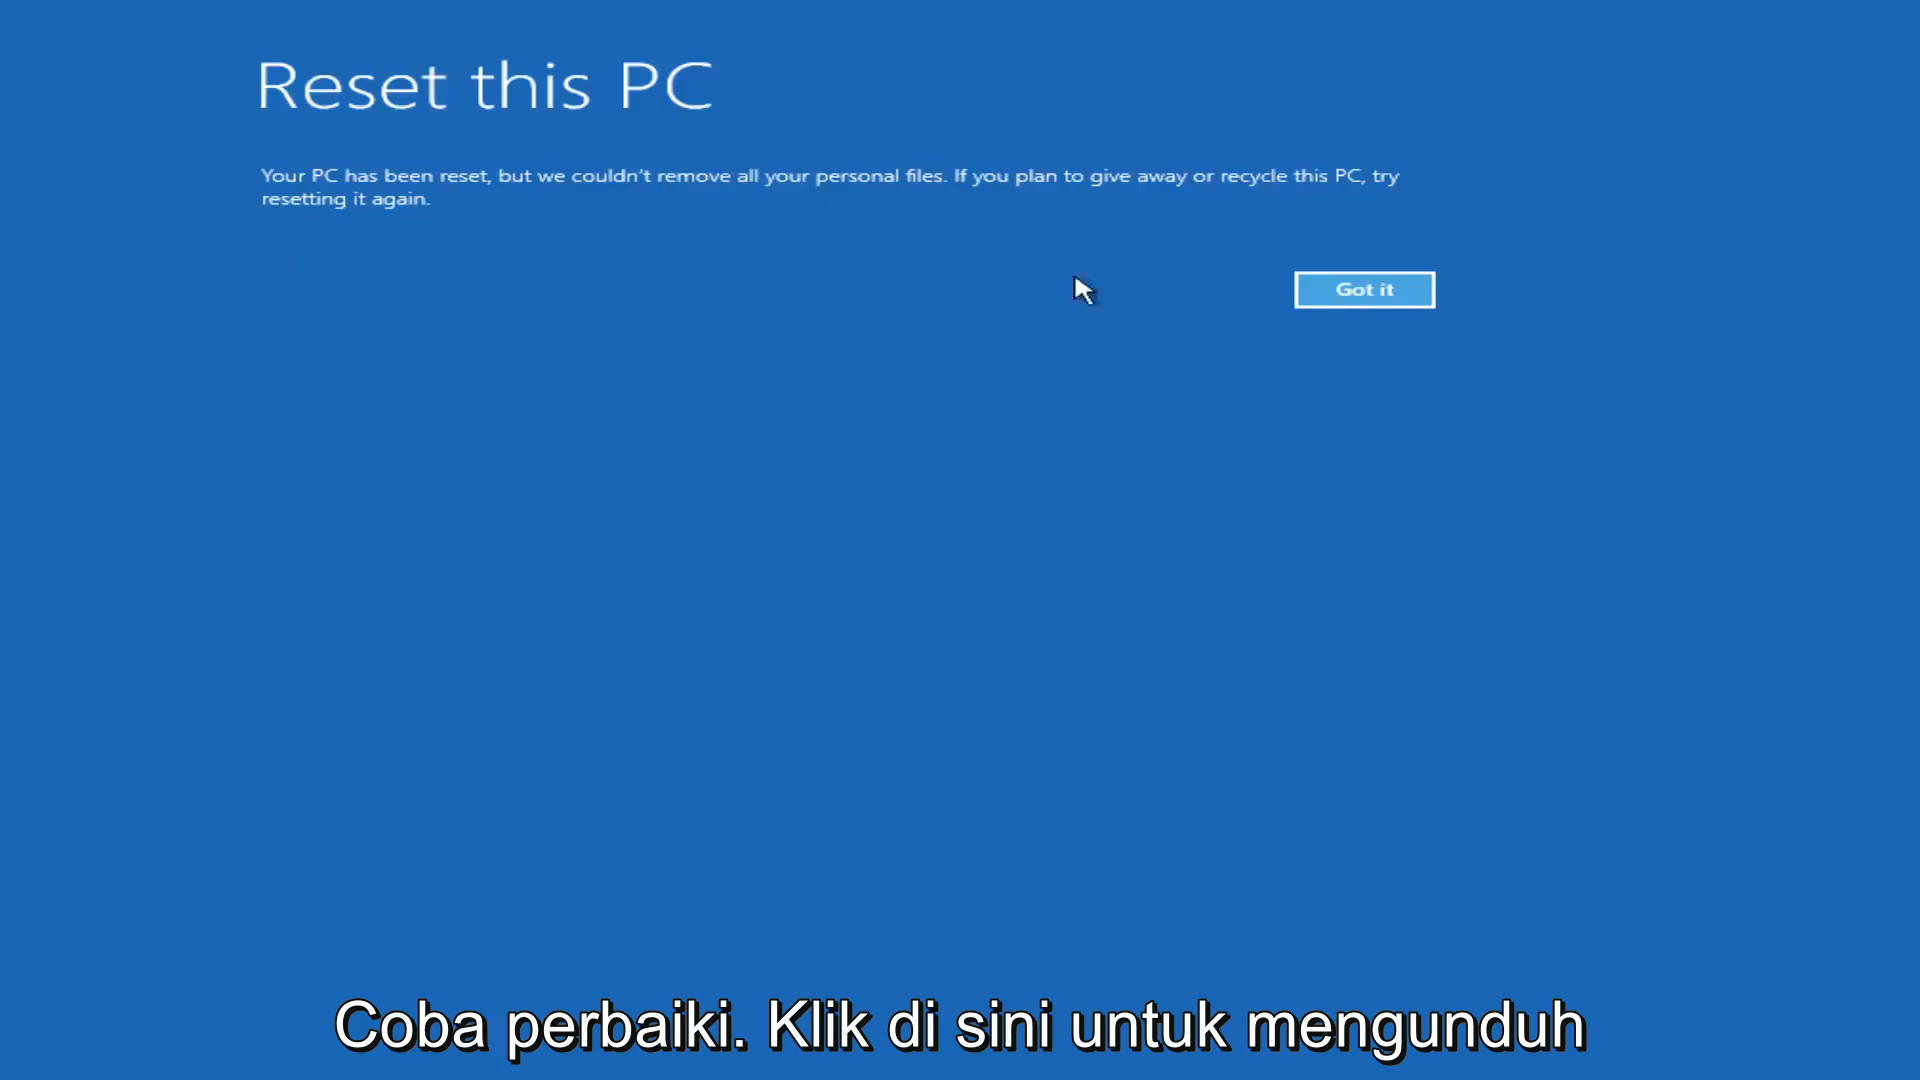 Reset this PC
Your PC has been reset, but we couldn't remove all your personal files. If you plan to give away or recycle this PC, try
resetting it again.
Got it
Coba perbaiki. Klik di sini untuk mengunduh